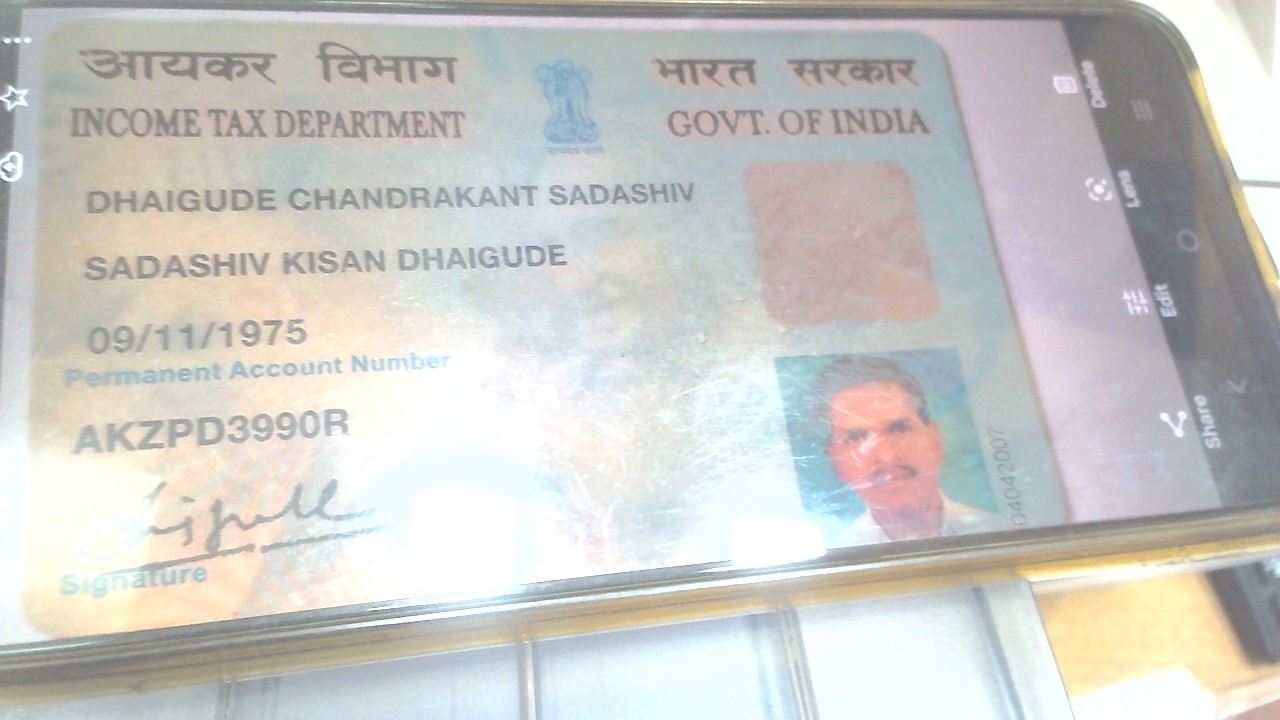 आयकर विभाग
भारत सरकार
INCOME TAX DEPARTMENT
GOVT. OF INDIA
DHAIGUDE CHANDRAKANT SADASHIV
SADASHIV KISAN DHAIGUDE
09/11/1975
Permanent Account Number
AKZPD3990R
Signature
04042007
Delete
Lens
Edit
Share